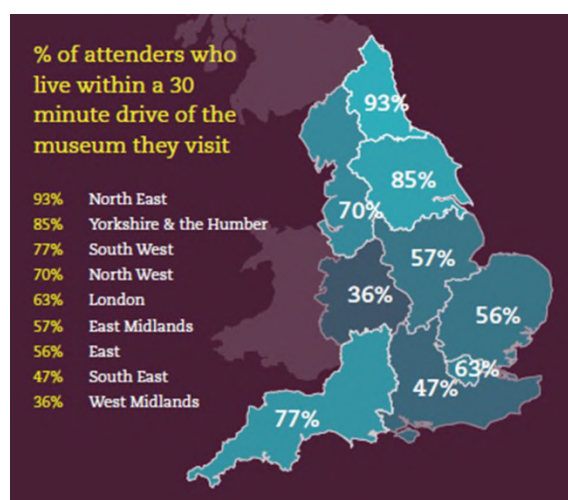 % of attenders who
live within a 30
minute drive of the
museum they visit
93% North East
85% Yorkshire & the Humber
77% South West
70% North West
63% London
57% East Midlands
56% East
47% South East
36% West Midlands
93%
85%
70%
57%
36%
56%
63%
47%
77%